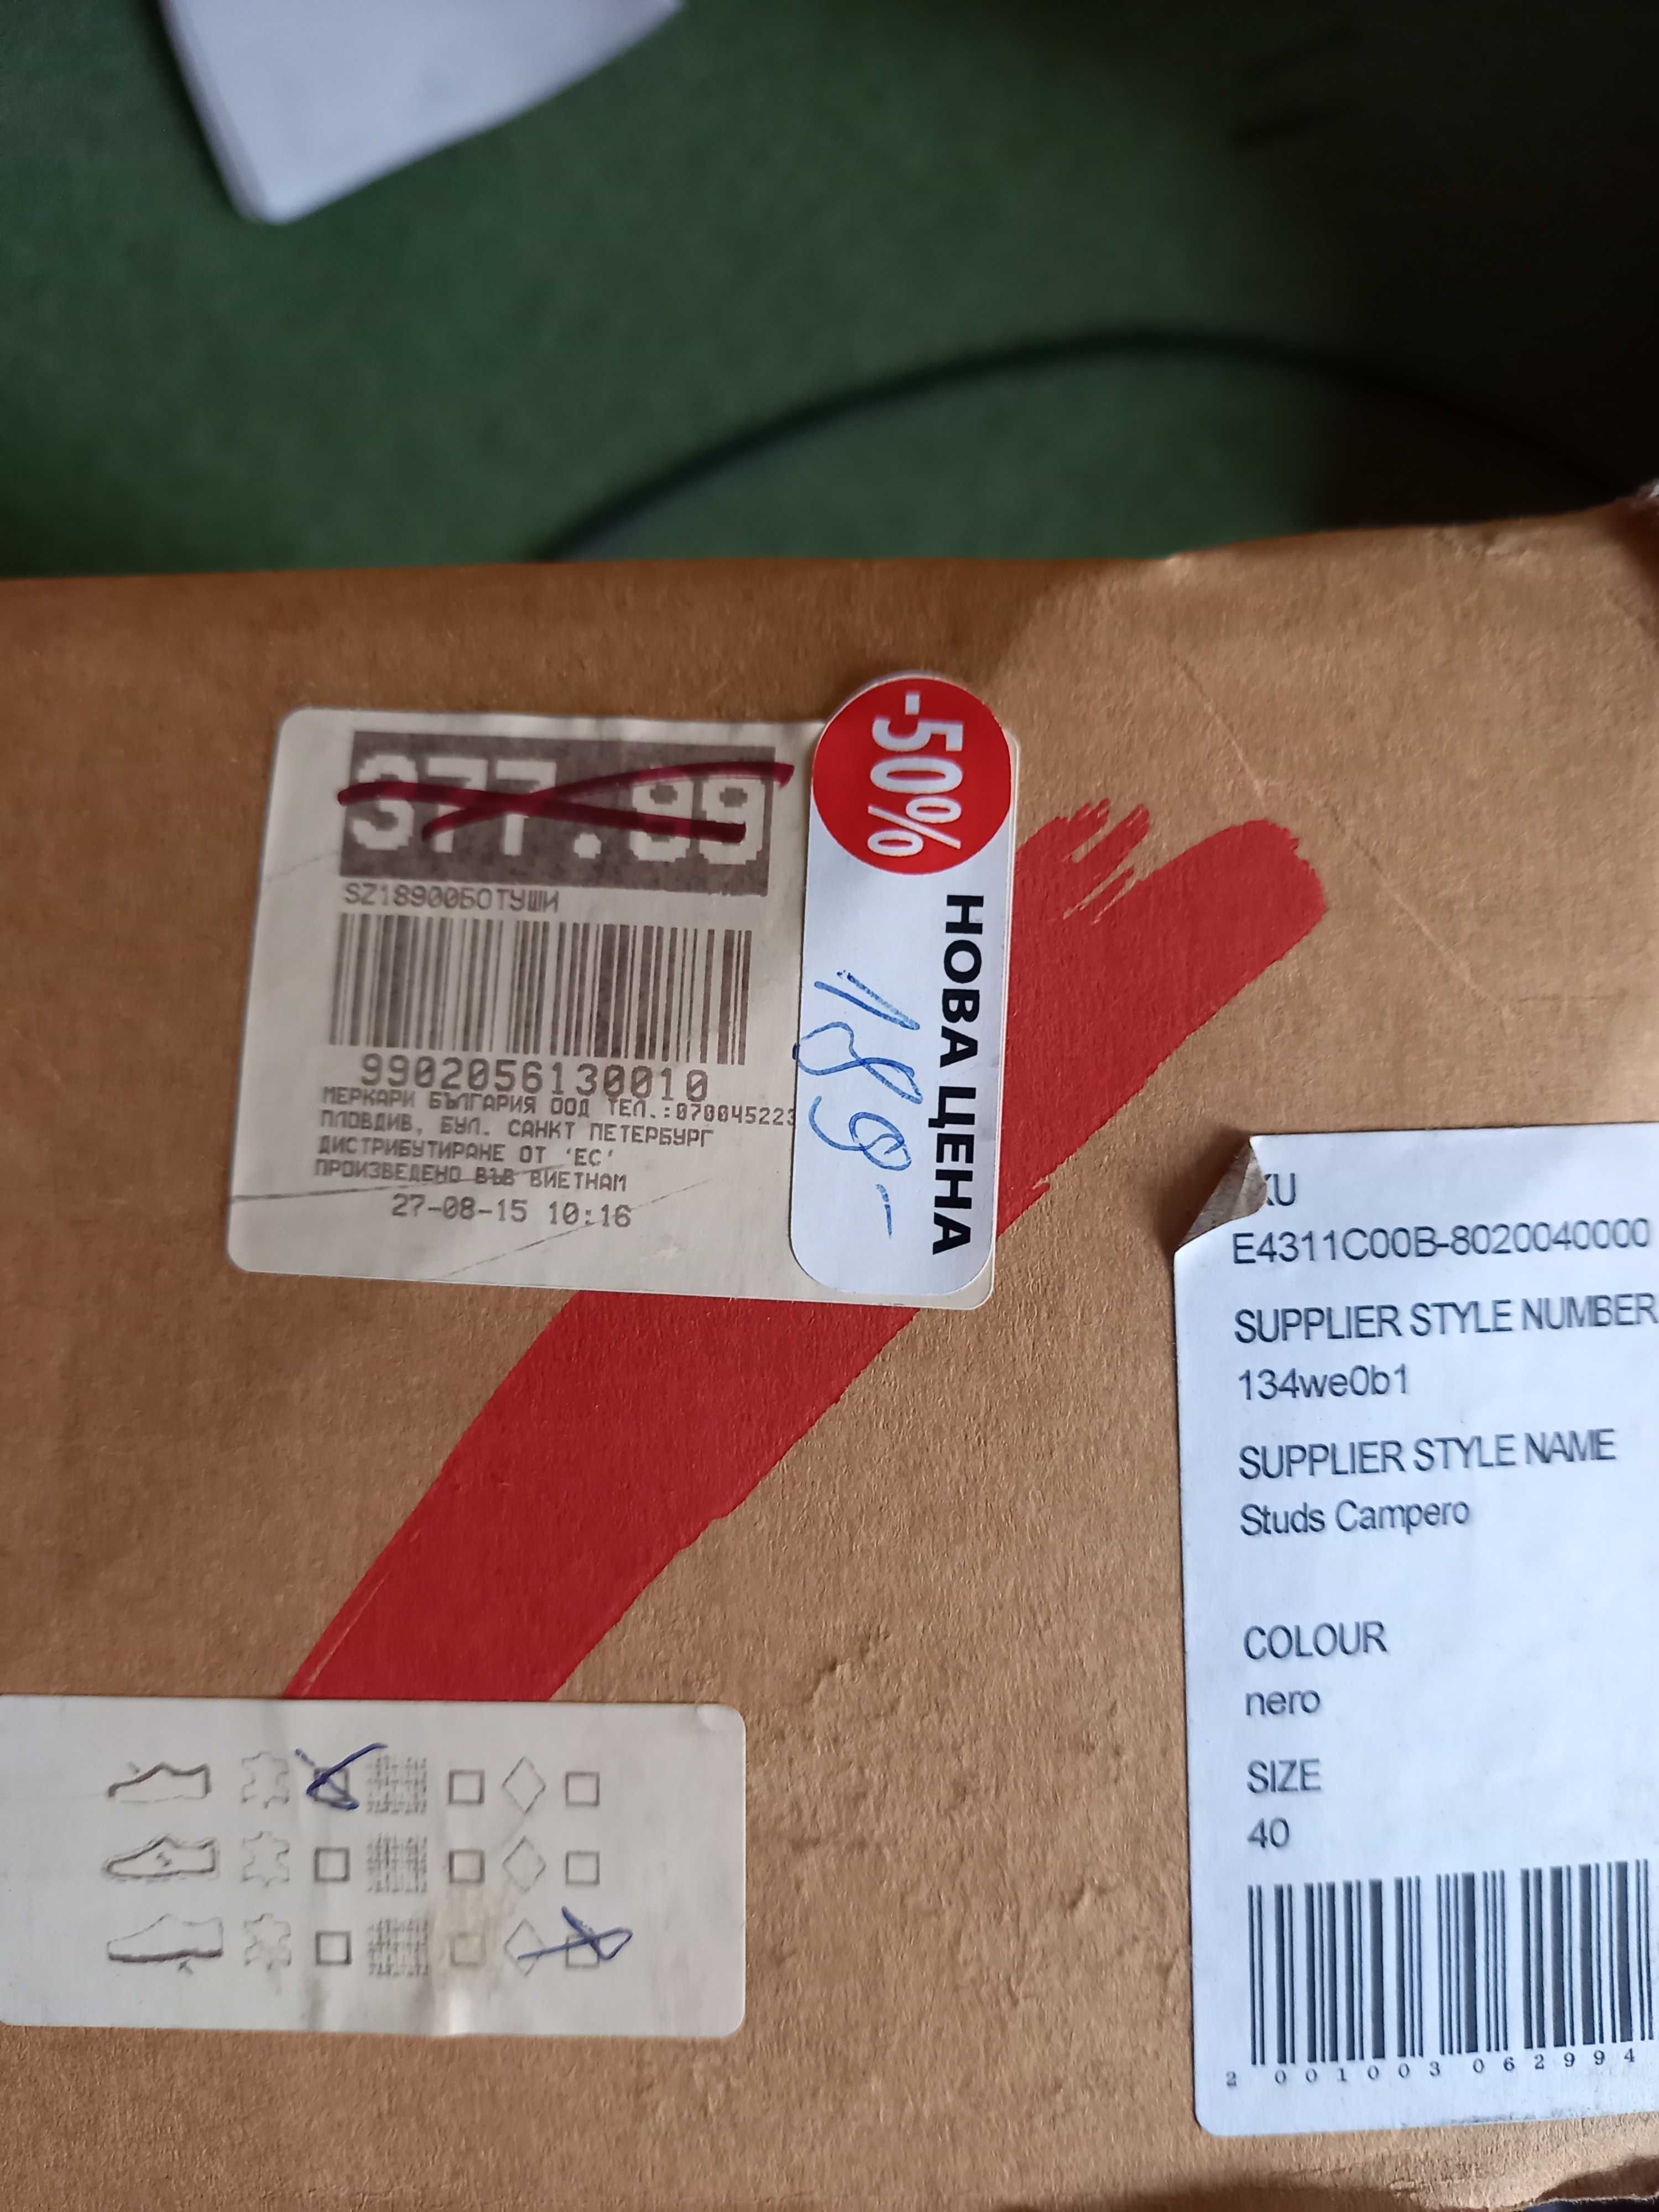 377.99
SZ18900БОТУШИ
9902056130010
МЕРКАРИ БЪЛГАРИЯ ООД ТЕЛ.:070045223
ПЛОВДИВ, БУЛ. САНКТ ПЕТЕРБУРГ
ДИСТРИБУТИРАНЕ ОТ 'ЕС'
ПРОИЗВЕДЕНО ВЪВ ВИЕТНАМ
27-08-15 10:16
-50%
НОВА ЦЕНА
189.-
KU
E4311C00B-8020040000
SUPPLIER STYLE NUMBER
134we0b1
SUPPLIER STYLE NAME
Studs Campero
COLOUR
nero
SIZE
40
2 001003 062994